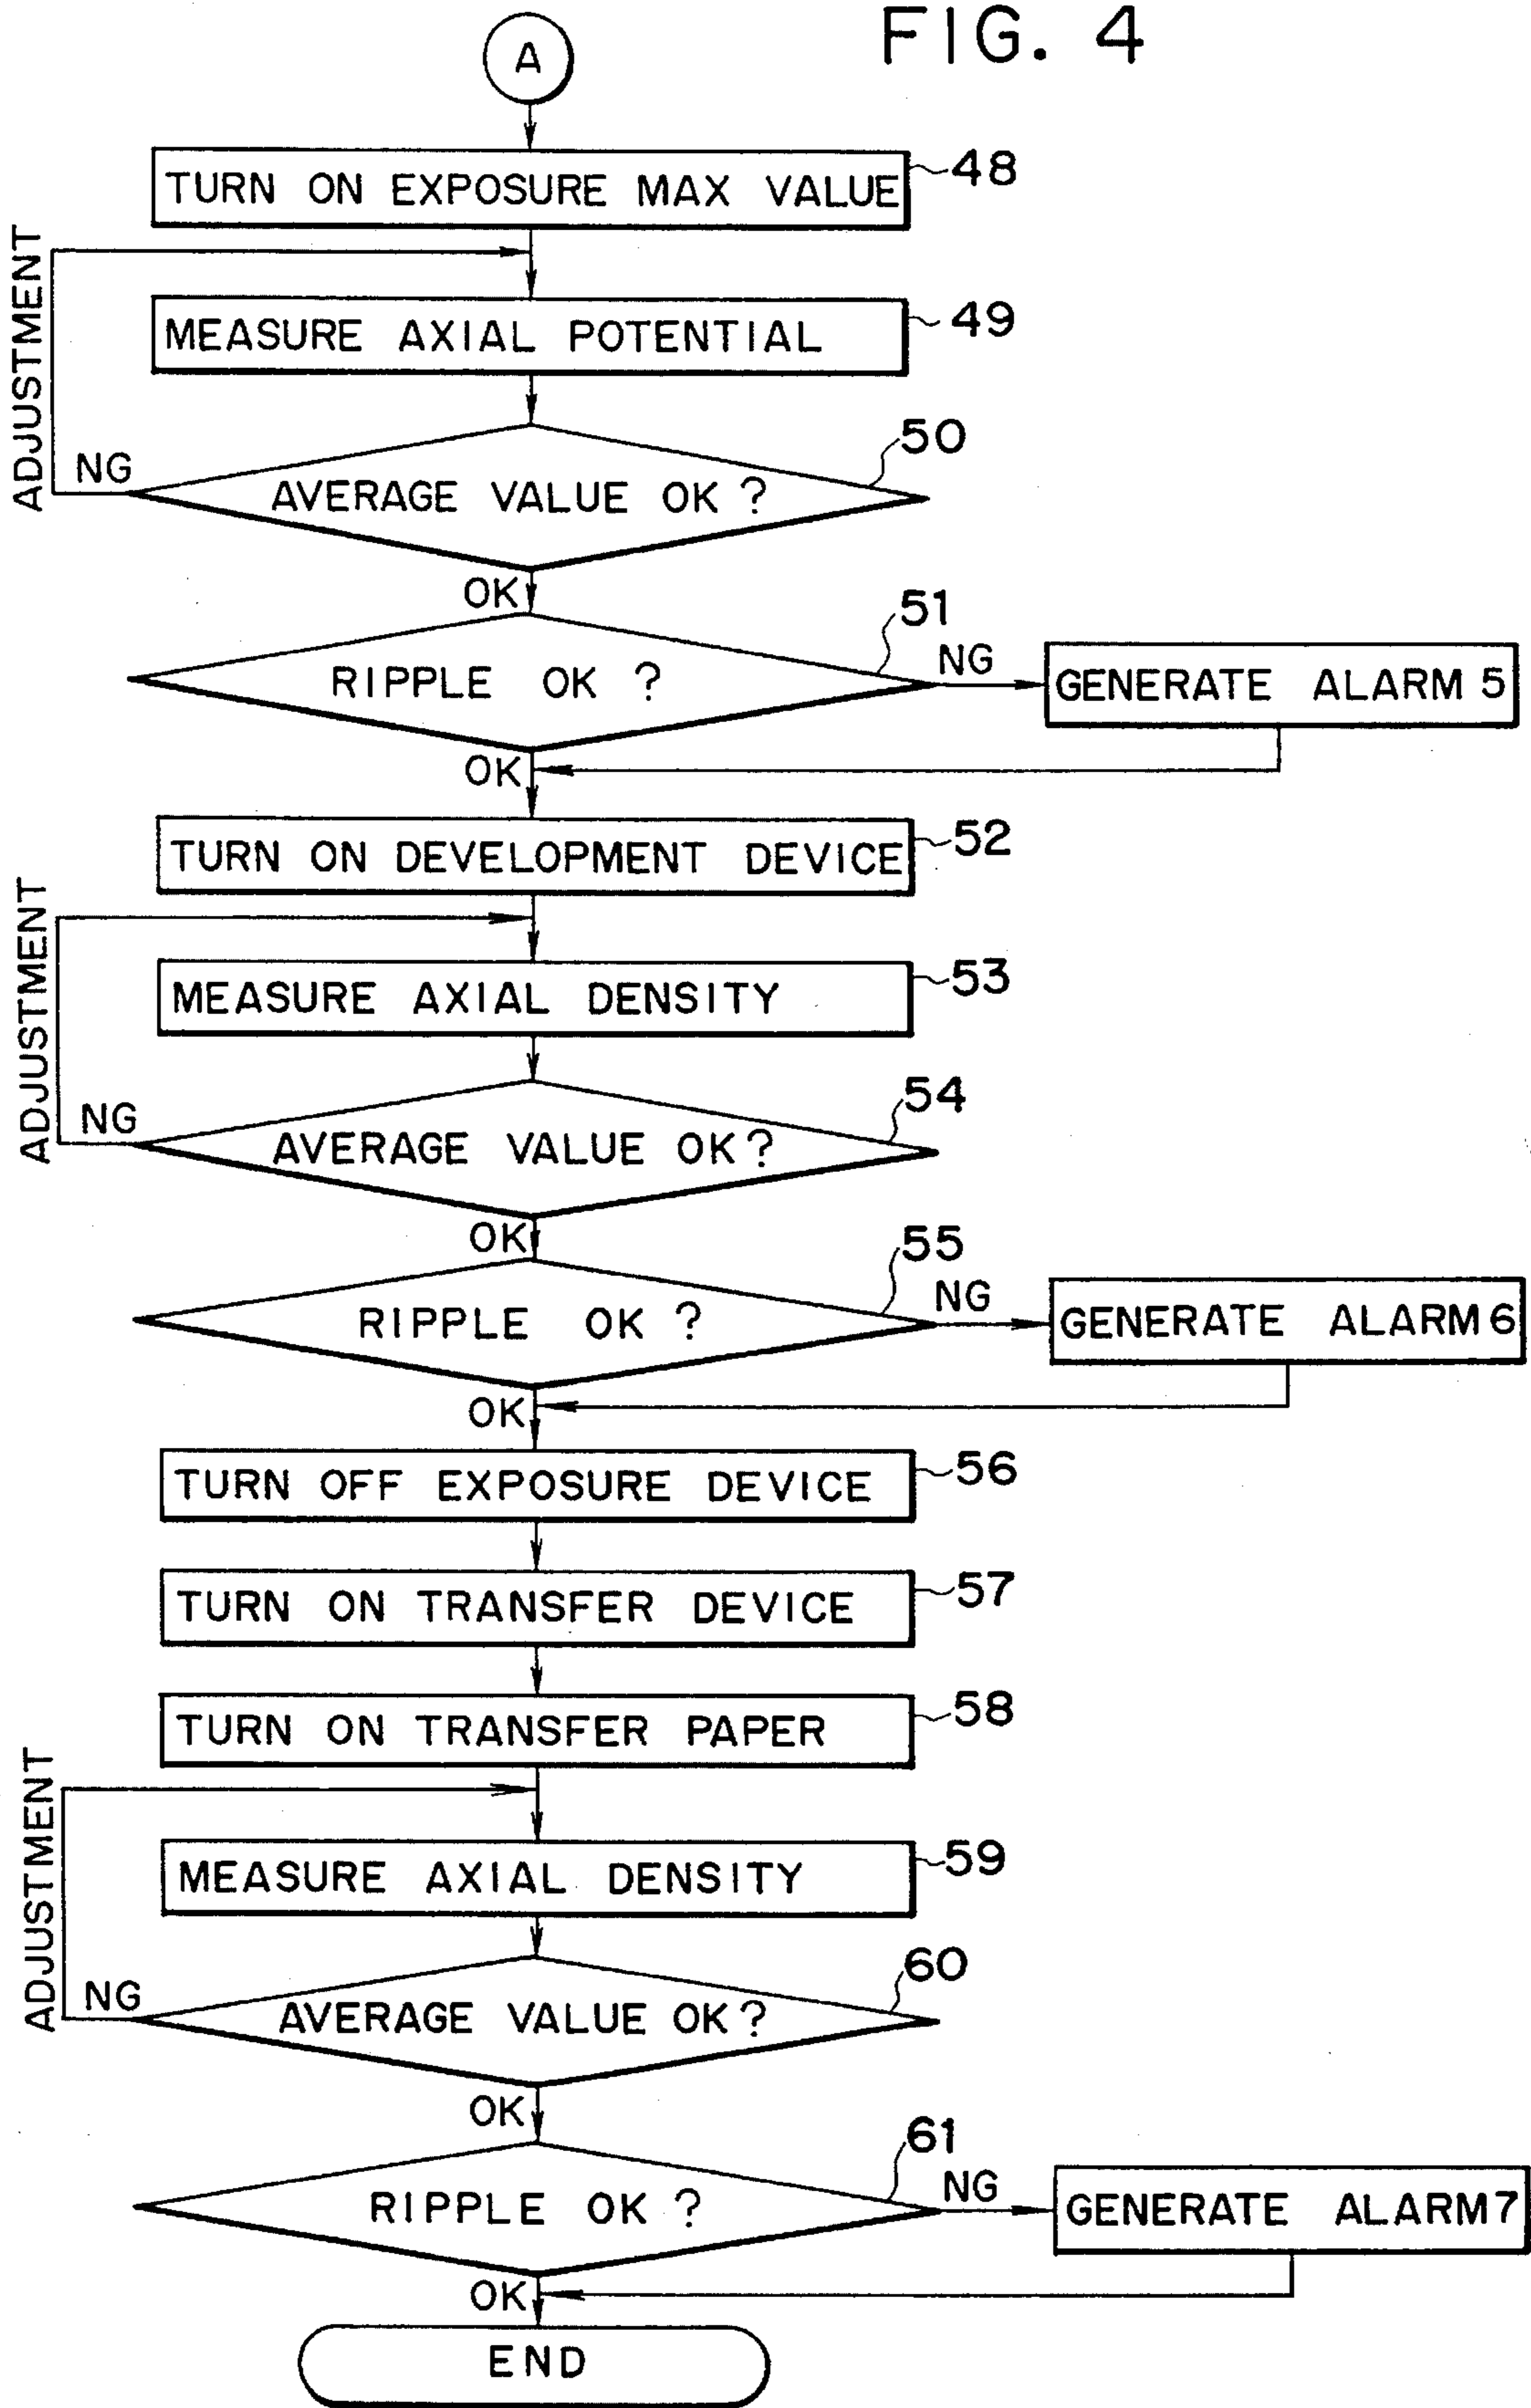 FIG. 4
A
TURN ON EXPOSURE MAX VALUE
48
ADJUSTMENT
MEASURE AXIAL POTENTIAL
49
50
NG
AVERAGE VALUE OK ?
OK
51
RIPPLE OK ?
NG
GENERATE ALARM 5
OK
TURN ON DEVELOPMENT DEVICE
52
ADJUSTMENT
MEASURE AXIAL DENSITY
53
54
NG
AVERAGE VALUE OK ?
OK
55
RIPPLE OK ?
NG
GENERATE ALARM 6
OK
TURN OFF EXPOSURE DEVICE
56
TURN ON TRANSFER DEVICE
57
TURN ON TRANSFER PAPER
58
ADJUSTMENT
MEASURE AXIAL DENSITY
59
60
NG
AVERAGE VALUE OK ?
OK
61
RIPPLE OK ?
NG
GENERATE ALARM 7
OK
END